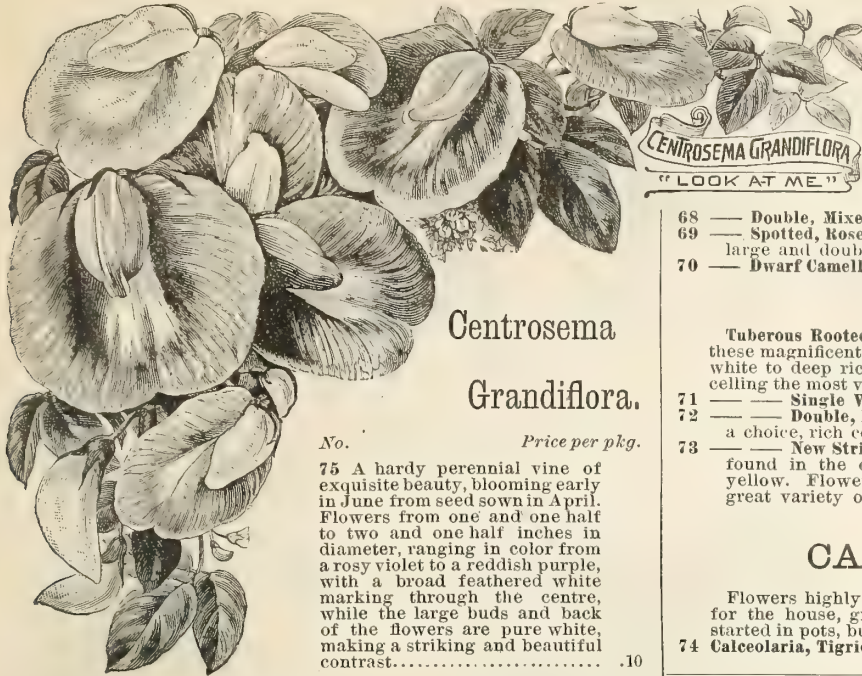 CENTROSEMA GRANDIFLORA
"LOOK AT ME"
Centrosema
Grandiflora.
No. Price per pkg.
75 A hardy perennial vine of
exquisite beauty, blooming early
in June from seed sown in April.
Flowers from one and one half
to two and one half inches in
diameter, ranging in color from
a rosy violet to a reddish purple,
with a broad feathered white
marking through the centre,
while the large buds and back
of the flowers are pure white,
making a striking and beautiful
contrast............................ .10
68 — Double, Mixe
69 — Spotted, Rose
large and doub
70 — Dwarf Camell
Tuberous Rooted
these magnificent
white to deep ric
celling the most v
71 — — Single W
72 — — Double,
a choice, rich c
73 — — New Stri
found in the
yellow. Flowe
great variety o
CA
Flowers highly
for the house, g
started in pots, bu
74 Calceolaria, Tigri